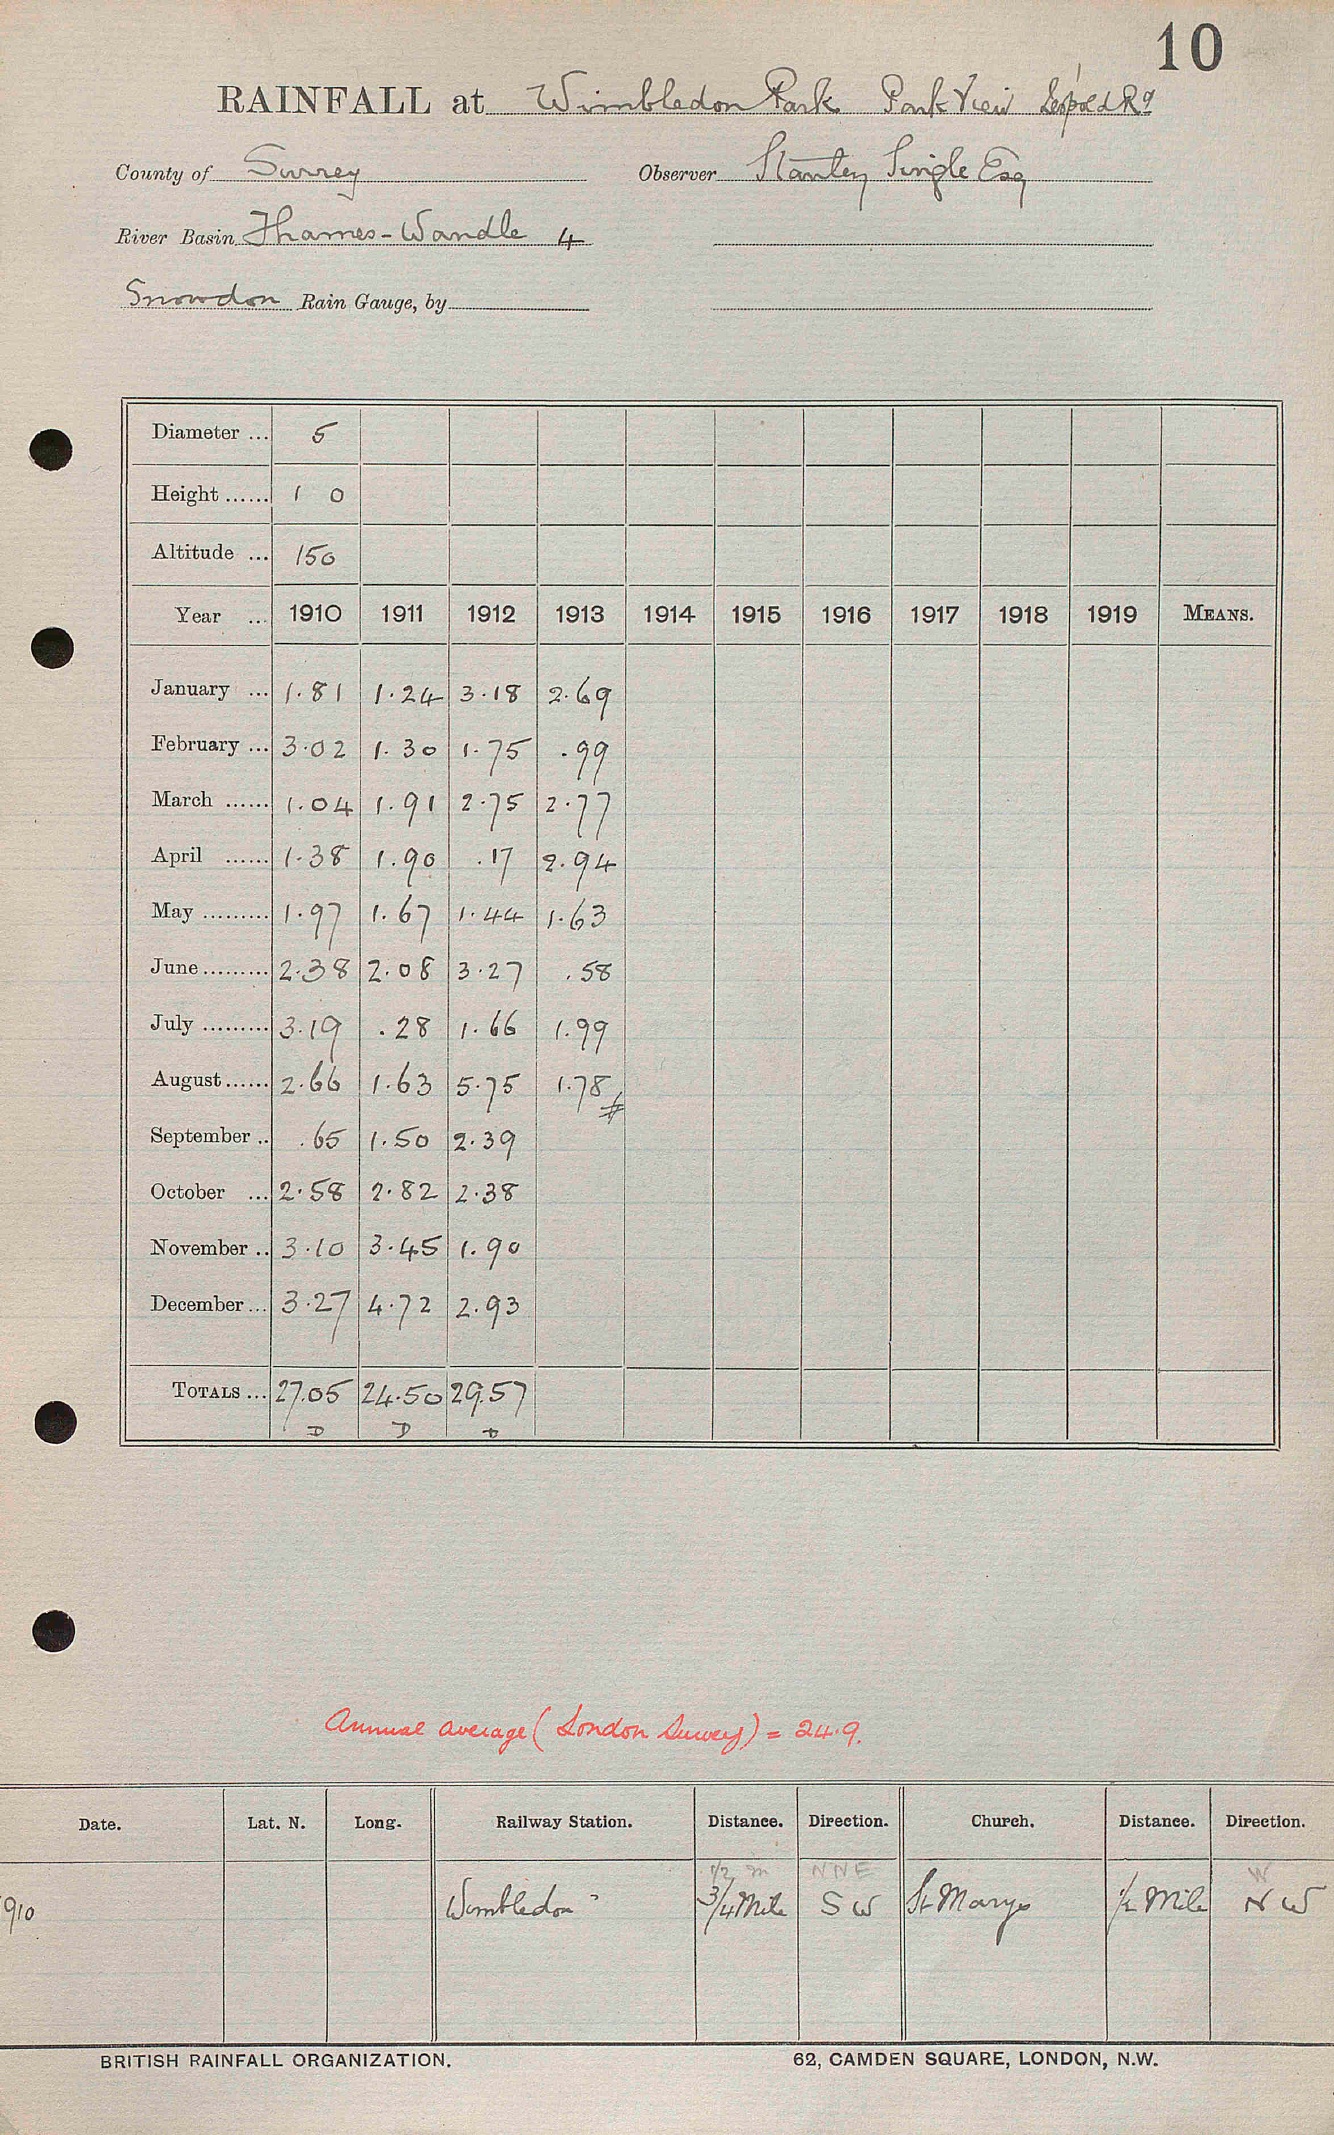 10
RAINFALL at Wimbledon Park Park View Leopold Rd
County of Surrey Observer Stanley Single Esq
River Basin Thames-Wandle 4
Snowdon Rain Gauge, by
Diameter ... 5
Height ...... 1 0
Altitude ... 150
Year ... 1910 1911 1912 1913 1914 1915 1916 1917 1918 1919 MEANS.
January ... 1.81 1.24 3.18 2.69
February ... 3.02 1.30 1.75 .99
March ...... 1.04 1.91 2.75 2.77
April ...... 1.38 1.90 .17 2.94
May ......... 1.97 1.67 1.44 1.63
June ......... 2.38 2.08 3.27 .58
July ......... 3.19 .28 1.66 1.99
August ...... 2.66 1.63 5.75 1.78
#
September .. .65 1.50 2.39
October ... 2.58 2.82 2.38
November .. 3.10 3.45 1.90
December ... 3.27 4.72 2.93
TOTALS ... 27.05 24.50 29.57
D D D
Annual average (London Survey) = 24.9.
Date. Lat. N. Long. Railway Station. Distance. Direction. Church. Distance. Direction.
1/2 m NNE W
910 Wimbledon 3/4 Mile SW St Marys 1/2 Mile NW
BRITISH RAINFALL ORGANIZATION. 62, CAMDEN SQUARE, LONDON, N.W.